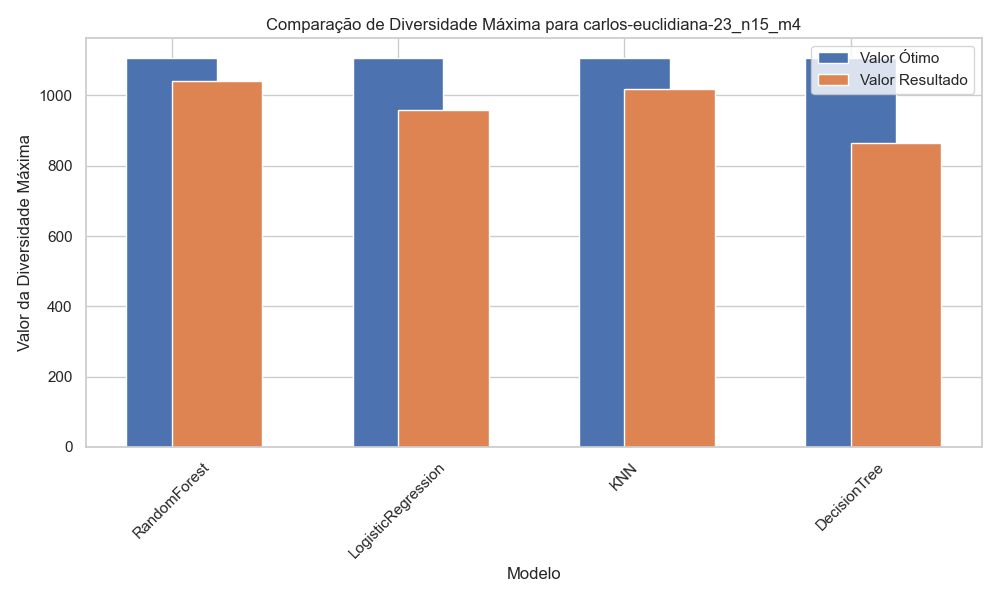 Comparação de Diversidade Máxima para carlos-euclidiana-23_n15_m4
Valor Ótimo
Valor Resultado
Valor da Diversidade Máxima
1000
800
600
400
200
0
RandomForest
LogisticRegression
KNN
DecisionTree
Modelo